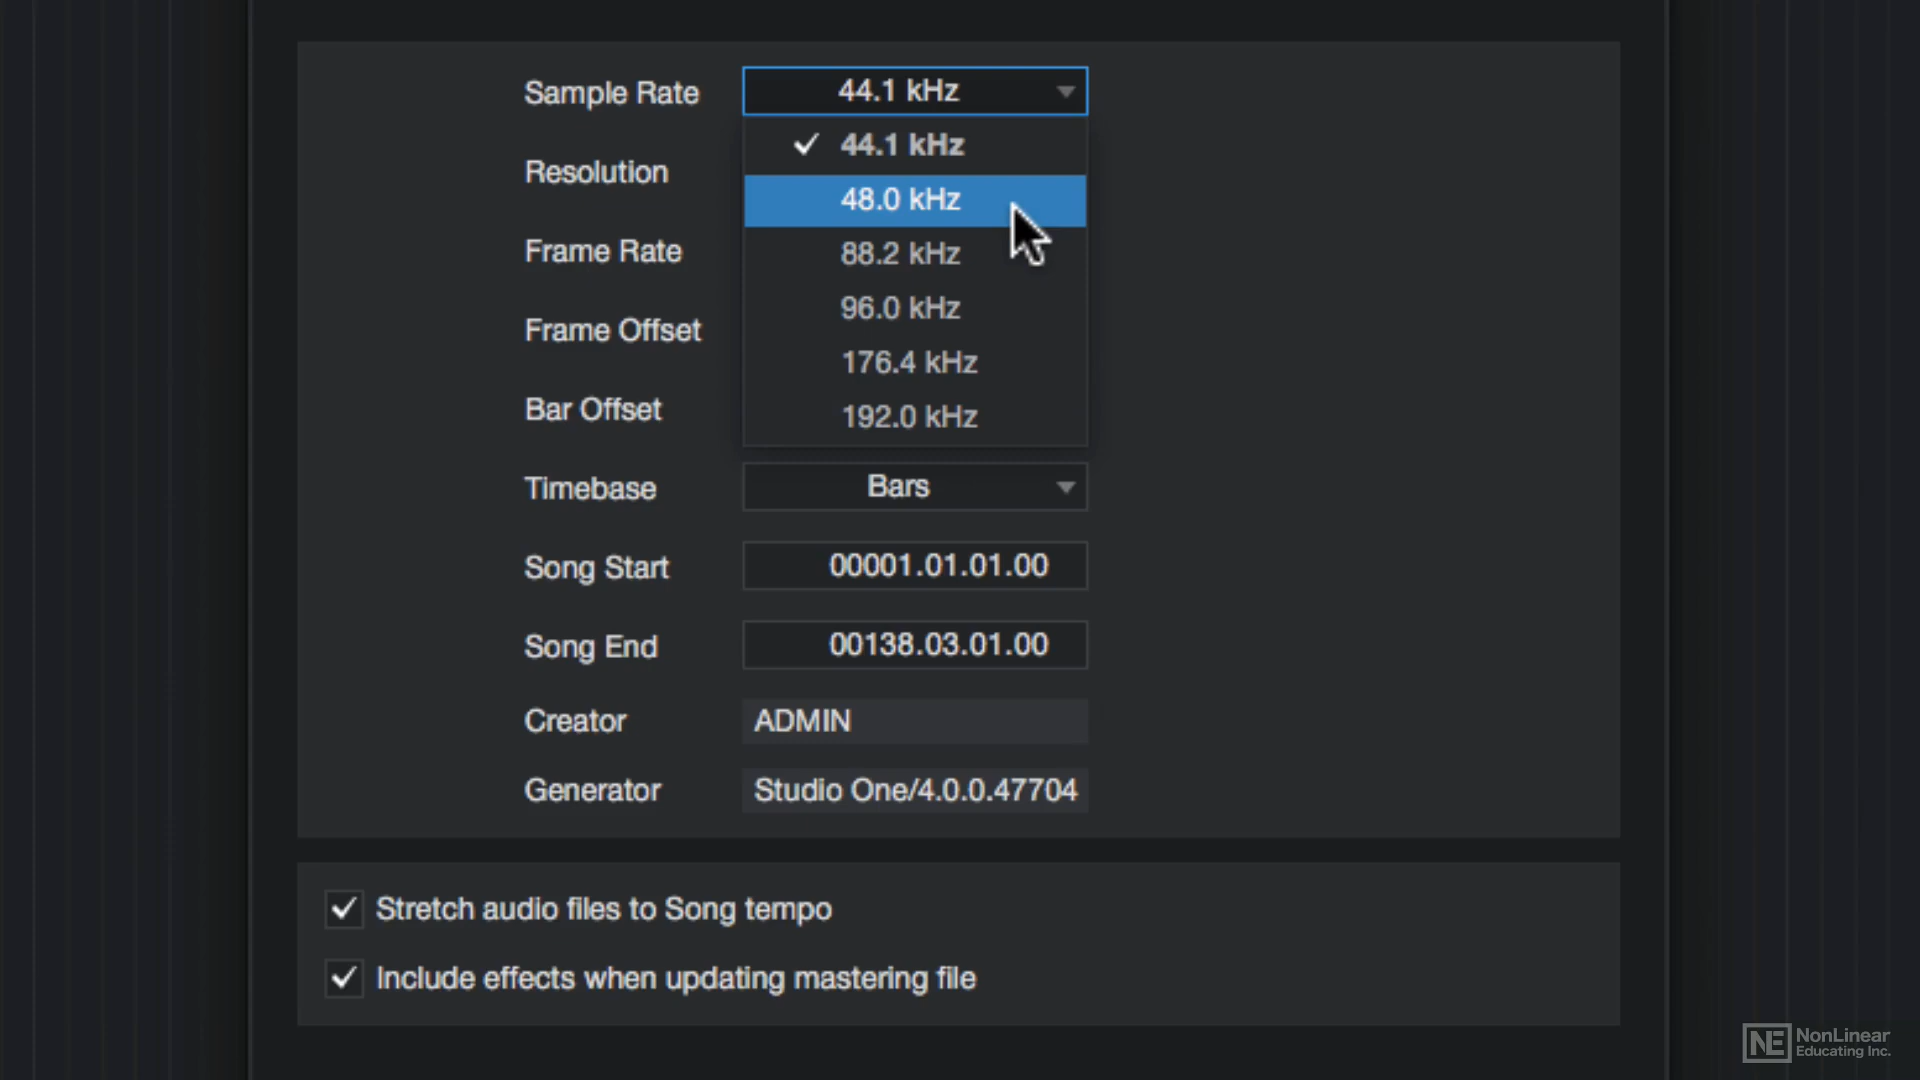 Sample Rate
44.1 kHz
44.1 kHz
Resolution
48.0 kHz
Frame Rate
88.2 kHz
96.0 kHz
Frame Offset
176.4 kHz
Bar Offset
192.0 kHz
Timebase
Bars
Song Start
00001.01.01.00
Song End
00138.03.01.00
Creator
ADMIN
Generator
Studio One/4.0.0.47704
Stretch audio files to Song tempo
Include effects when updating mastering file
NE
NonLinear
Educating Inc.